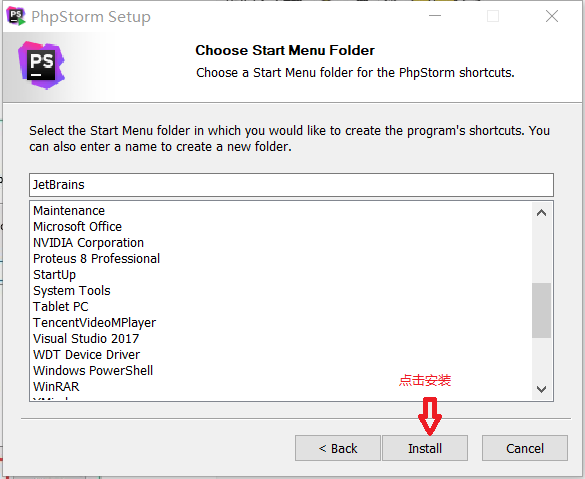 PhpStorm Setup
PS
PS
Choose Start Menu Folder
Choose a Start Menu folder for the PhpStorm shortcuts.
Select the Start Menu folder in which you would like to create the program's shortcuts. You
can also enter a name to create a new folder.
JetBrains
Maintenance
Microsoft Office
NVIDIA Corporation
Proteus 8 Professional
StartUp
System Tools
Tablet PC
TencentVideoMPlayer
Visual Studio 2017
WDT Device Driver
Windows PowerShell
WinRAR
点击安装
< Back
Install
Cancel